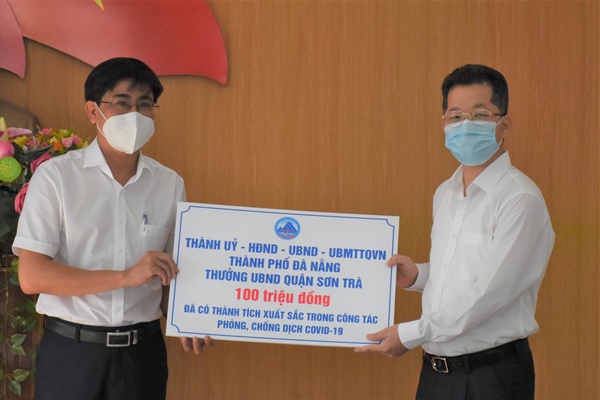 THÀNH UỶ - HĐND - UBND - UBMTTQVN
THÀNH PHỐ ĐÀ NẴNG
THƯỞNG UBND QUẬN SƠN TRÀ
100 triệu đồng
ĐÃ CÓ THÀNH TÍCH XUẤT SẮC TRONG CÔNG TÁC
PHÒNG, CHỐNG DỊCH COVID-19